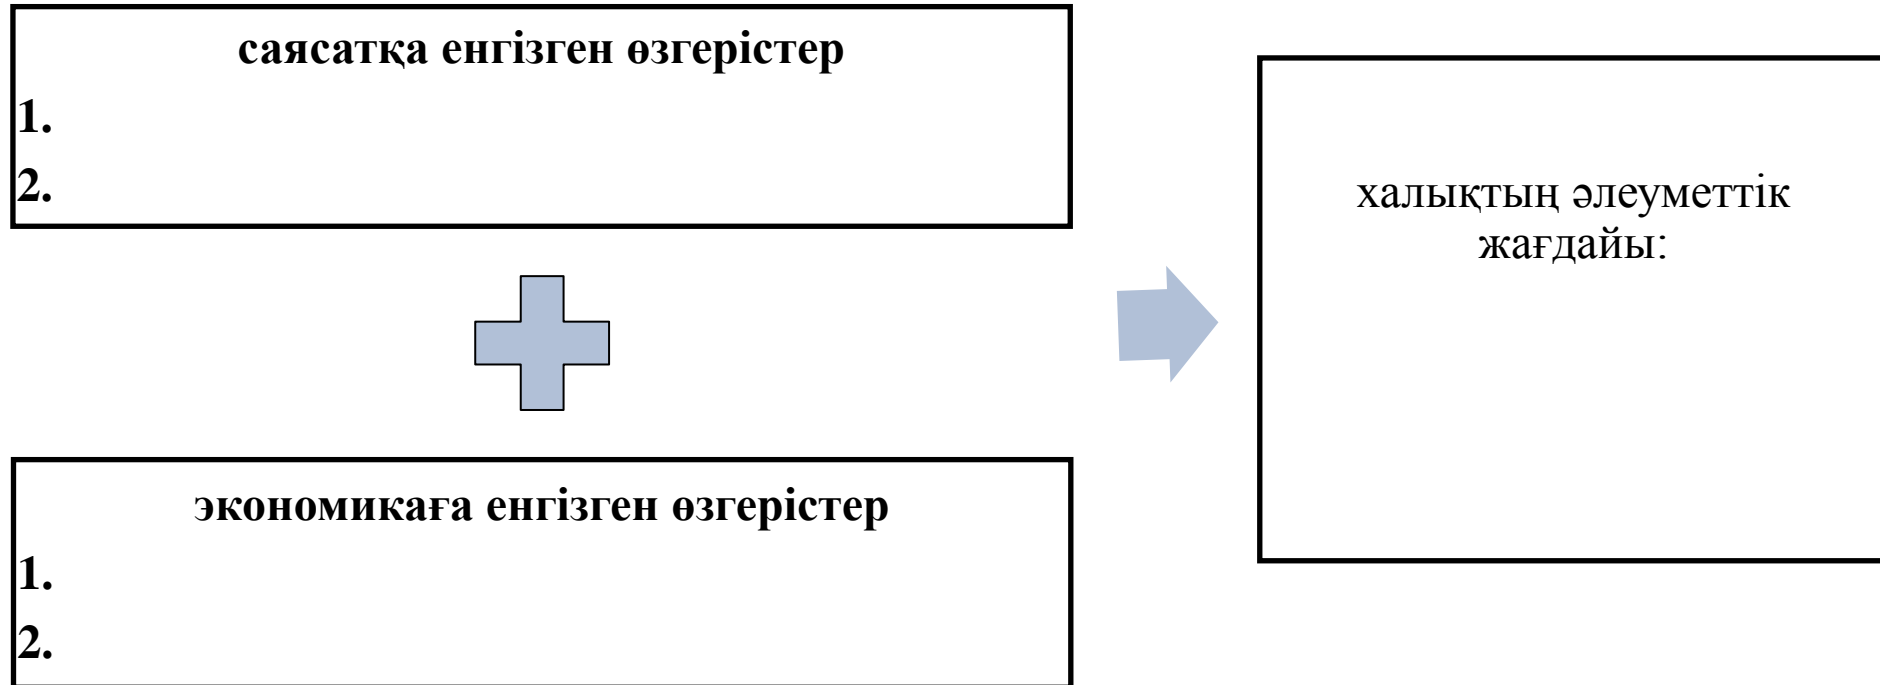 саясатқа енгізген өзгерістер
1.
2.
халықтың әлеуметтік
жағдайы:
экономикаға енгізген өзгерістер
1.
2.